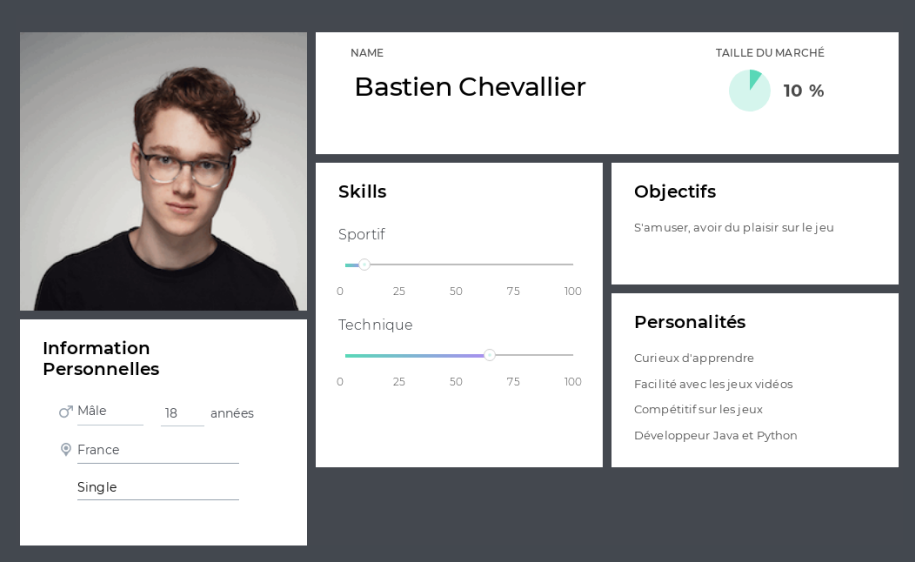 NAME
Bastien Chevallier
TAILLE DU MARCHÉ
10 %
Skills
Sportif
0 25 50 75 100
Technique
0 25 50 75 100
Objectifs
S'amuser, avoir du plaisir sur le jeu
Personalités
Curieux d'apprendre
Facilité avec les jeux vidéos
Compétitif sur les jeux
Développeur Java et Python
Information
Personnelles
Mâle 18 années
France
Single